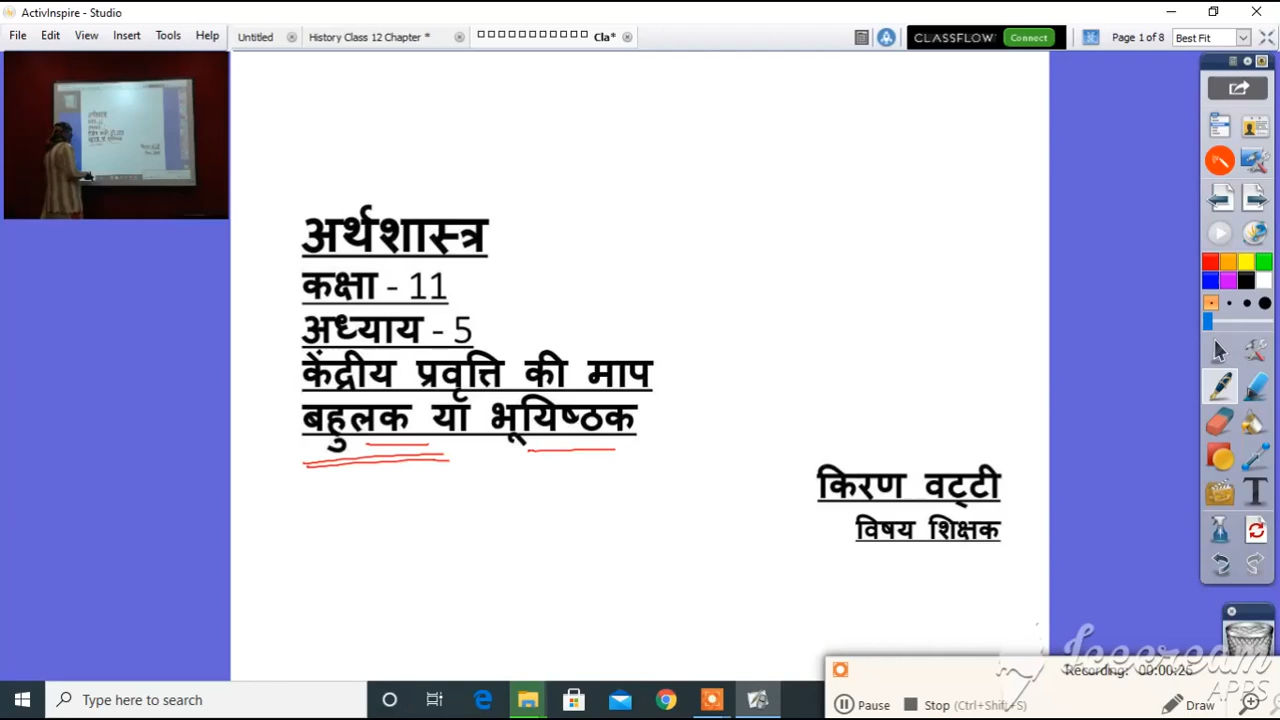 ActivInspire - Studio
File Edit View Insert Tools Help Untitled History Class 12 Chapter * Cla* CLASSFLOW Connect Page 1 of 8 Best Fit
अर्थशास्त्र
कक्षा - 11
अध्याय - 5
केंद्रीय प्रवृत्ति की माप
बहुलक या भूयिष्ठक
किरण वट्टी
विषय शिक्षक
Icecream
APPS
Recording: 00:00:26
Pause Stop (Ctrl+Shift+S) Draw
Type here to search